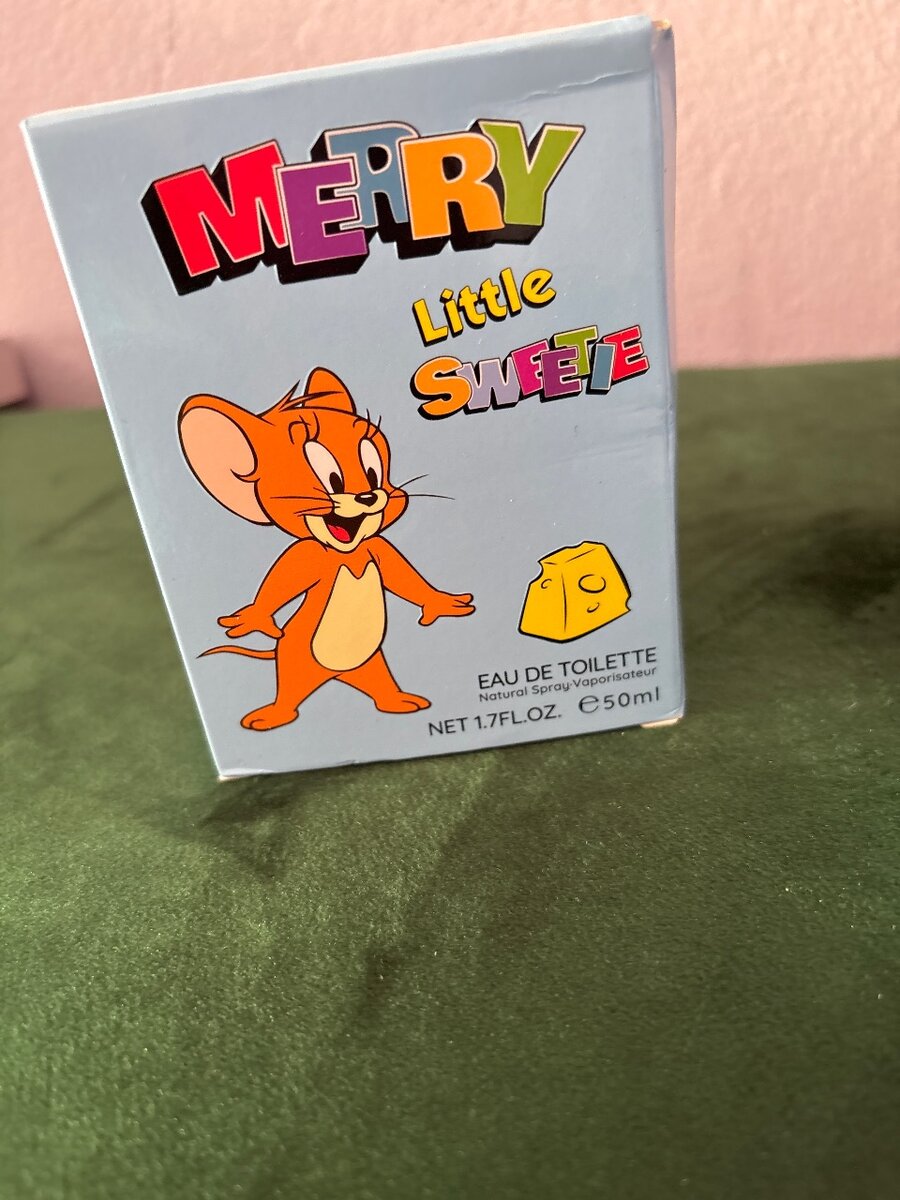 MERRY
Little
SWEETIE
EAU DE TOILETTE
Natural Spray·Vaporisateur
NET 1.7FL.OZ. ℮50ml